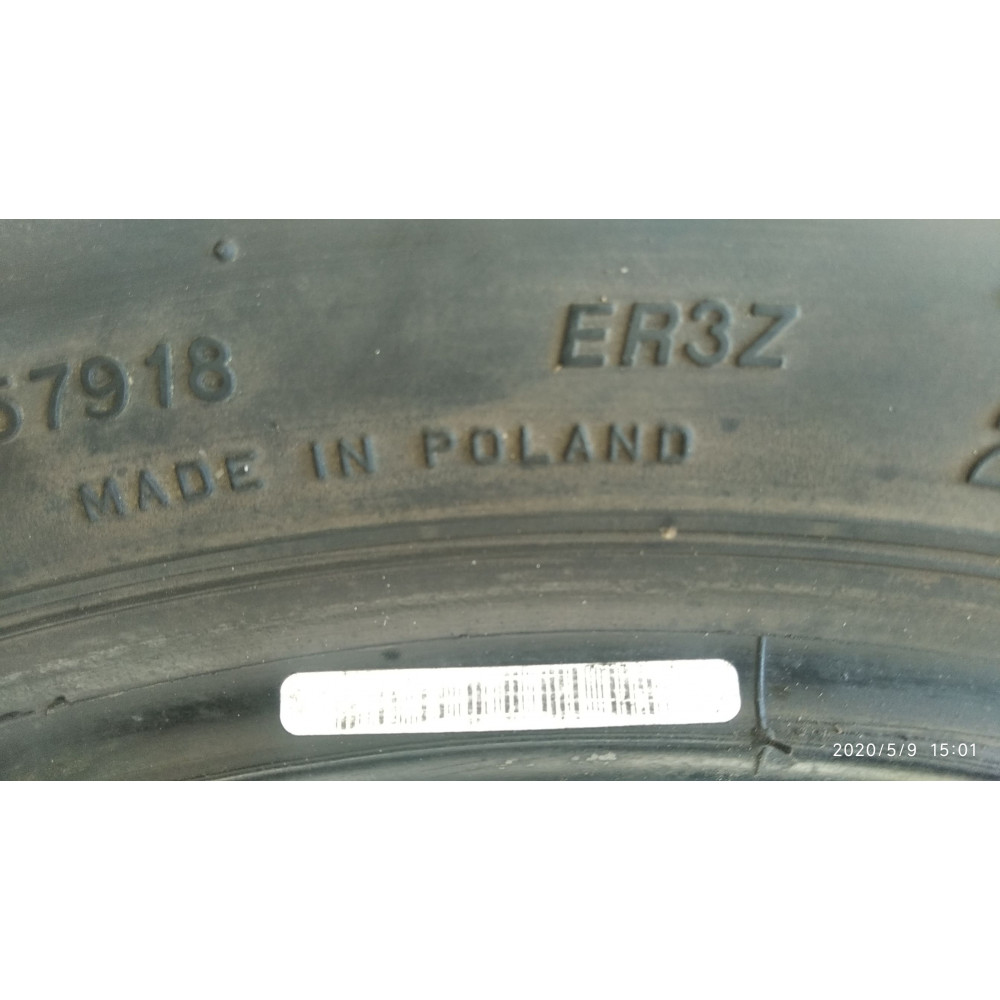 ER3Z
57918
MADE IN POLAND
2020/5/9 15:01